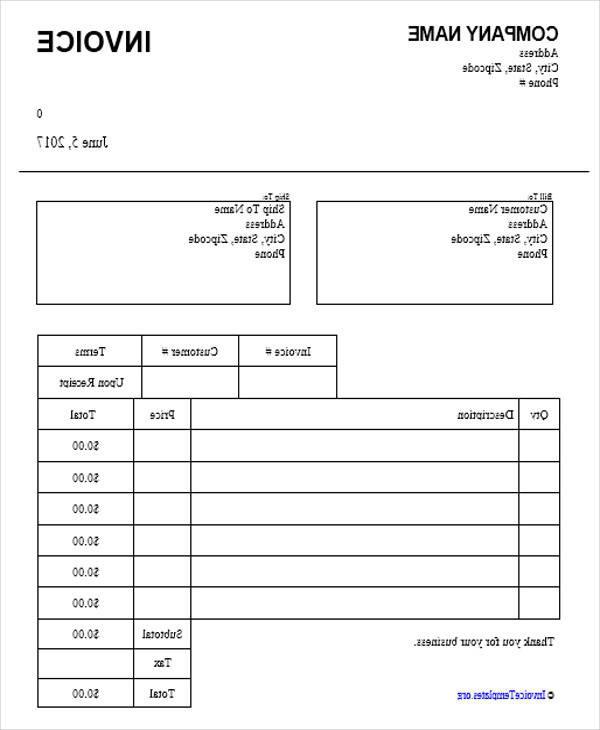 COMPANY NAME
INVOICE
Address
City, State, Zipcode
Phone #
0
June 5, 2017
Bill To:
Customer Name
Address
City, State, Zipcode
Phone
Ship To:
Ship To Name
Address
City, State, Zipcode
Phone
Invoice # Customer # Terms
Upon Receipt
Qty Description Price Total
$0.00
$0.00
$0.00
$0.00
$0.00
$0.00
Subtotal $0.00
Tax
Total $0.00
Thank you for your business.
© InvoiceTemplates.org